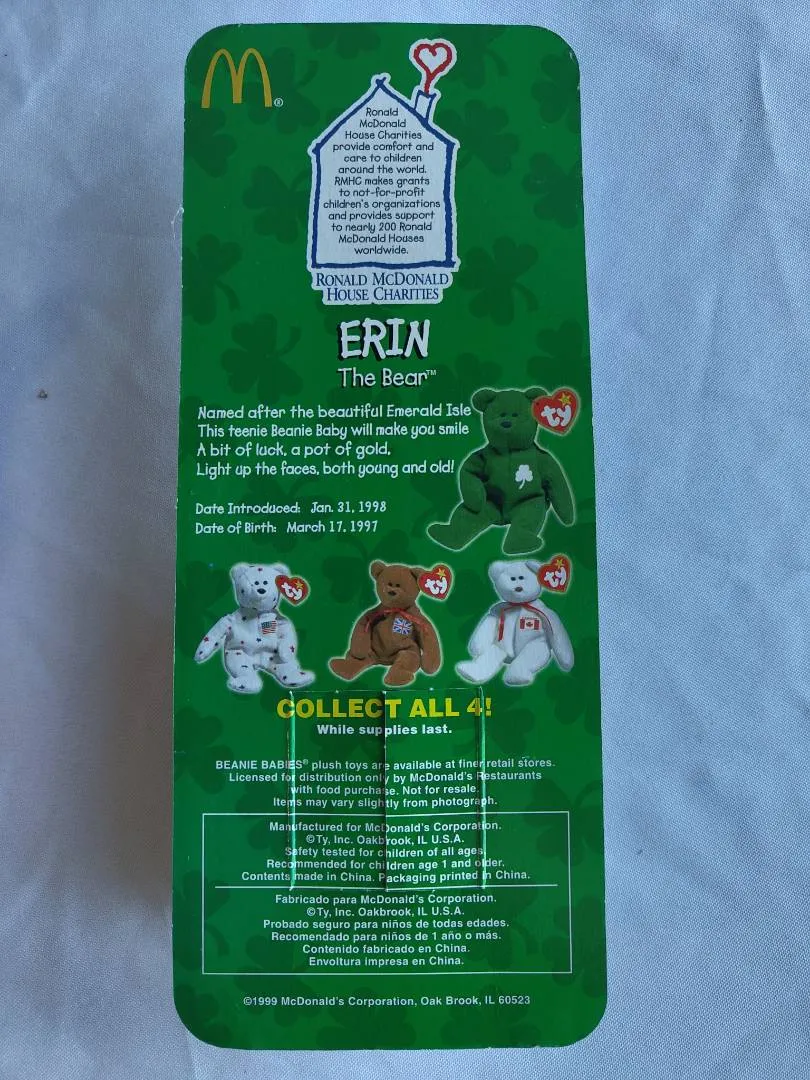 Ronald
McDonald
House Charities
provide comfort and
care to children
around the world.
RMHC makes grants
to not-for-profit
children's organizations
and provides support
to nearly 200 Ronald
McDonald Houses
worldwide.
RONALD MCDONALD
HOUSE CHARITIES
ERIN
The Bear™
Named after the beautiful Emerald Isle
This teenie Beanie Baby will make you smile
A bit of luck, a pot of gold,
Light up the faces, both young and old!
ty
Date Introduced: Jan. 31, 1998
Date of Birth: March 17, 1997
ty ty ty
COLLECT ALL 4!
While supplies last.
BEANIE BABIES® plush toys are available at finer retail stores.
Licensed for distribution only by McDonald's Restaurants
with food purchase. Not for resale.
Items may vary slightly from photograph.
Manufactured for McDonald's Corporation.
©Ty, Inc. Oakbrook, IL U.S.A.
Safety tested for children of all ages.
Recommended for children age 1 and older.
Contents made in China. Packaging printed in China.
Fabricado para McDonald's Corporation.
©Ty, Inc. Oakbrook, IL U.S.A.
Probado seguro para niños de todas edades.
Recomendado para niños de 1 año o más.
Contenido fabricado en China.
Envoltura impresa en China.
©1999 McDonald's Corporation, Oak Brook, IL 60523